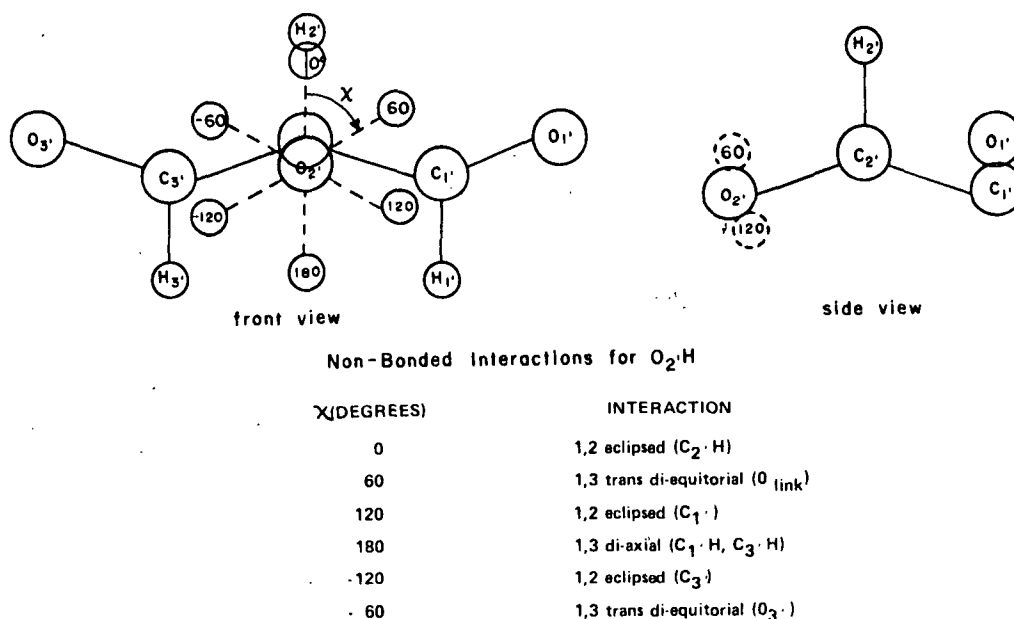 H2'
0°
χ
-60
60
O3'
O1'
C3'
O2'
C1'
-120
120
H3'
180
H1'
front view
H2'
60
C2'
O1'
O2'
C1'
(120)
side view
Non-Bonded Interactions for O2'H
χ(DEGREES) INTERACTION
0 1,2 eclipsed (C2'H)
60 1,3 trans di-equitorial (O link)
120 1,2 eclipsed (C1')
180 1,3 di-axial (C1'H, C3'H)
-120 1,2 eclipsed (C3')
-60 1,3 trans di-equitorial (O3')